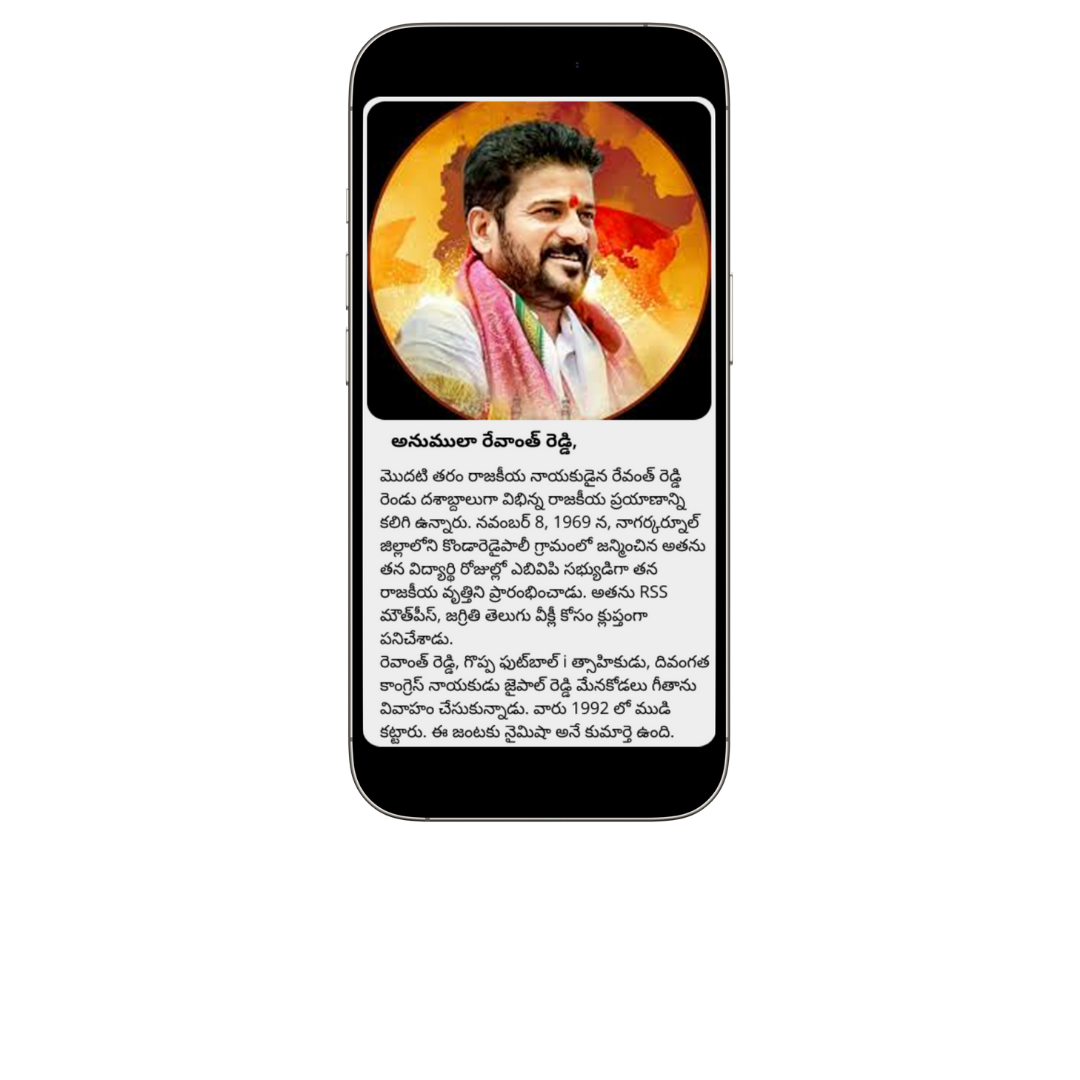 అనుములా రేవాంత్ రెడ్డి,
మొదటి తరం రాజకీయ నాయకుడైన రేవంత్ రెడ్డి
రెండు దశాబ్దాలుగా విభిన్న రాజకీయ ప్రయాణాన్ని
కలిగి ఉన్నారు. నవంబర్ 8, 1969 న, నాగర్కర్నూల్
జిల్లాలోని కొండారెడ్డైపాలీ గ్రామంలో జన్మించిన అతను
తన విద్యార్థి రోజుల్లో ఎబివిపి సభ్యుడిగా తన
రాజకీయ వృత్తిని ప్రారంభించాడు. అతను RSS
మౌత్‌పీస్, జగ్రితి తెలుగు వీక్లీ కోసం క్లుప్తంగా
పనిచేశాడు.
రెవాంత్ రెడ్డి, గొప్ప ఫుట్‌బాల్ i త్సాహికుడు, దివంగత
కాంగ్రెస్ నాయకుడు జైపాల్ రెడ్డి మేనకోడలు గీతాను
వివాహం చేసుకున్నాడు. వారు 1992 లో ముడి
కట్టారు. ఈ జంటకు నైమిషా అనే కుమార్తె ఉంది.